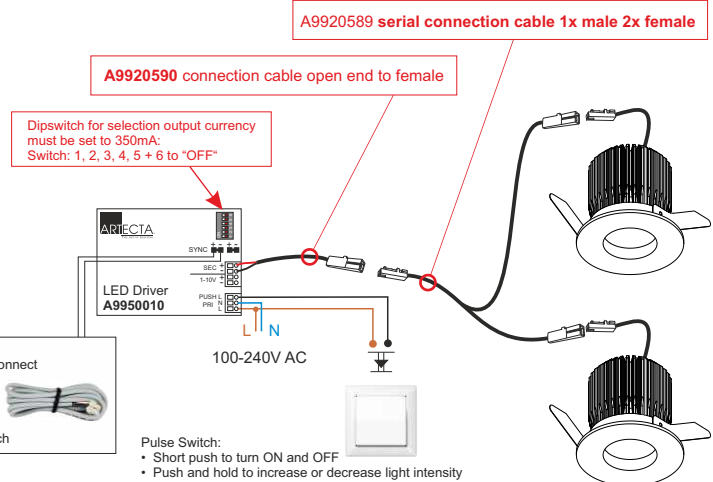 A9920589 serial connection cable 1x male 2x female
A9920590 connection cable open end to female
Dipswitch for selection output currency
must be set to 350mA:
Switch: 1, 2, 3, 4, 5 + 6 to “OFF“
ARTECTA
SYNC + - + -
SEC + -
1-10V + -
LED Driver
A9950010
PUSH L
PRI N
L
L N
100-240V AC
onnect
ch
Pulse Switch:
• Short push to turn ON and OFF
• Push and hold to increase or decrease light intensity